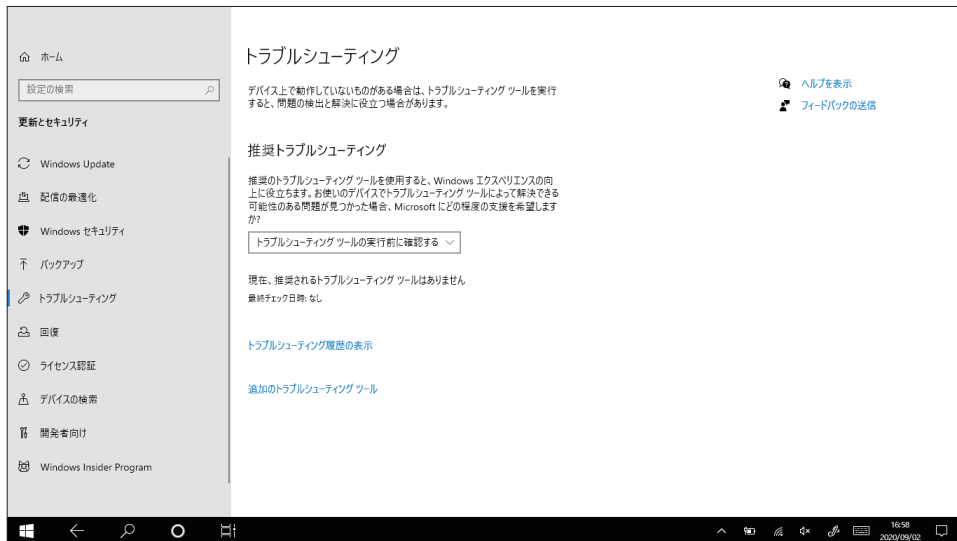 ホーム
設定の検索
更新とセキュリティ
Windows Update
配信の最適化
Windows セキュリティ
バックアップ
トラブルシューティング
回復
ライセンス認証
デバイスの検索
開発者向け
Windows Insider Program
トラブルシューティング
デバイス上で動作していないものがある場合は、トラブルシューティング ツールを実行
すると、問題の検出と解決に役立つ場合があります。
推奨トラブルシューティング
推奨のトラブルシューティング ツールを使用すると、Windows エクスペリエンスの向
上に役立ちます。お使いのデバイスでトラブルシューティング ツールによって解決できる
可能性のある問題が見つかった場合、Microsoft にどの程度の支援を希望します
か?
トラブルシューティング ツールの実行前に確認する
現在、推奨されるトラブルシューティング ツールはありません
最終チェック日時: なし
トラブルシューティング履歴の表示
追加のトラブルシューティング ツール
ヘルプを表示
フィードバックの送信
16:58
2020/09/02